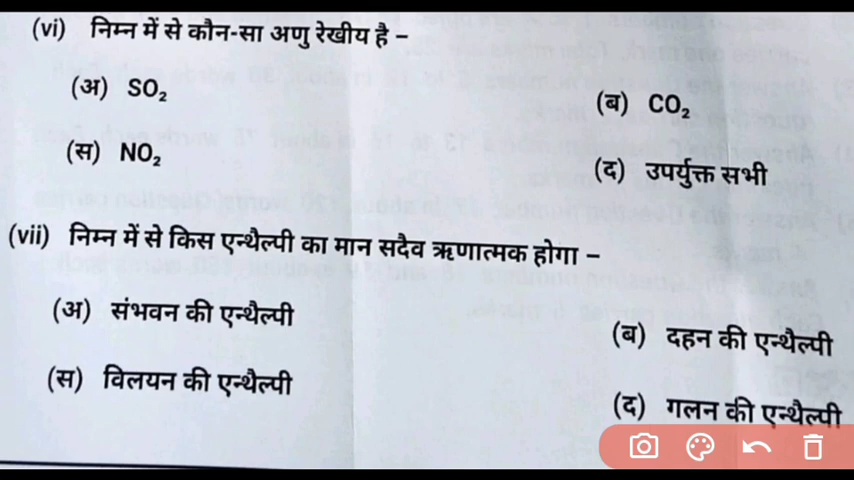 (vi) निम्न में से कौन-सा अणु रेखीय है –
(अ) SO₂
(ब) CO₂
(स) NO₂
(द) उपर्युक्त सभी
(vii) निम्न में से किस एन्थैल्पी का मान सदैव ऋणात्मक होगा –
(अ) संभवन की एन्थैल्पी
(ब) दहन की एन्थैल्पी
(स) विलयन की एन्थैल्पी
(द) गलन की एन्थैल्पी